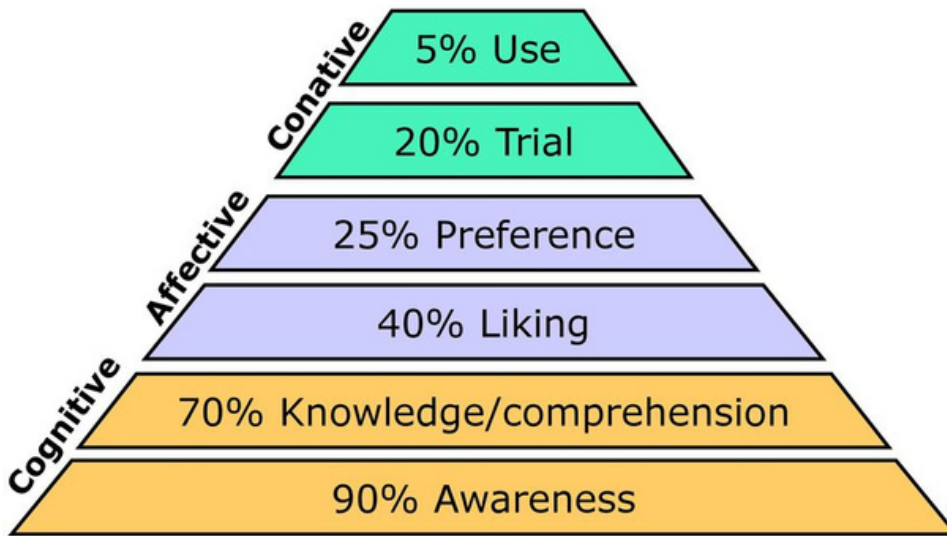 Conative
5% Use
20% Trial
Affective
25% Preference
40% Liking
Cognitive
70% Knowledge/comprehension
90% Awareness